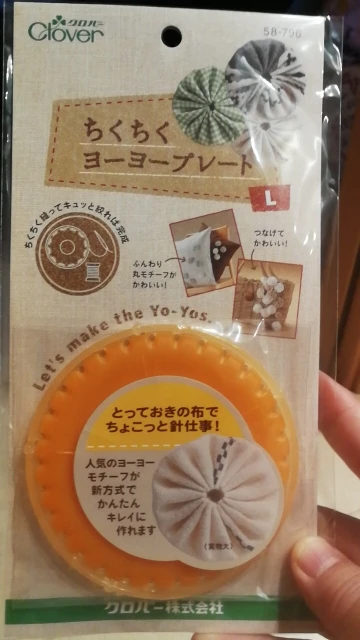 クロバー
Clover
58-790
ちくちく
ヨーヨープレート
L
ちくちく縫ってキュッと絞れば完成
つなげて
かわいい!
ふんわり
丸モチーフが
かわいい!
Let's make the Yo-Yos.
とっておきの布で
ちょこっと針仕事!
人気のヨーヨー
モチーフが
新方式で
かんたん
キレイに
作れます
(実物大)
クロバー株式会社